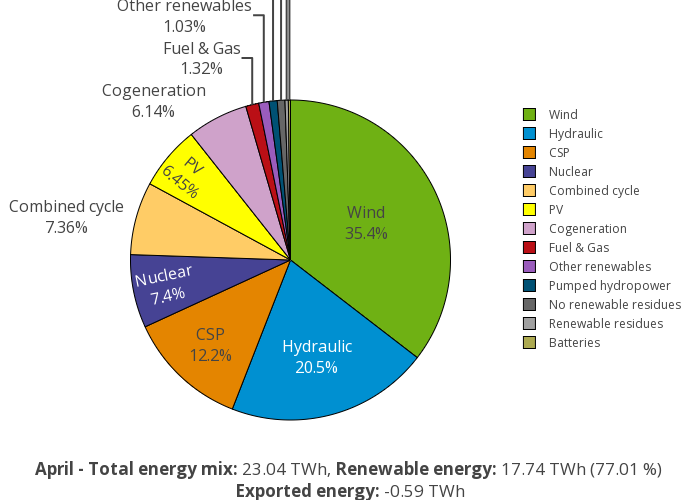 Other renewables
1.03%
Fuel & Gas
1.32%
Cogeneration
6.14%
PV
6.45%
Combined cycle
7.36%
Nuclear
7.4%
CSP
12.2%
Hydraulic
20.5%
Wind
35.4%
Wind
Hydraulic
CSP
Nuclear
Combined cycle
PV
Cogeneration
Fuel & Gas
Other renewables
Pumped hydropower
No renewable residues
Renewable residues
Batteries
April - Total energy mix: 23.04 TWh, Renewable energy: 17.74 TWh (77.01 %)
Exported energy: -0.59 TWh